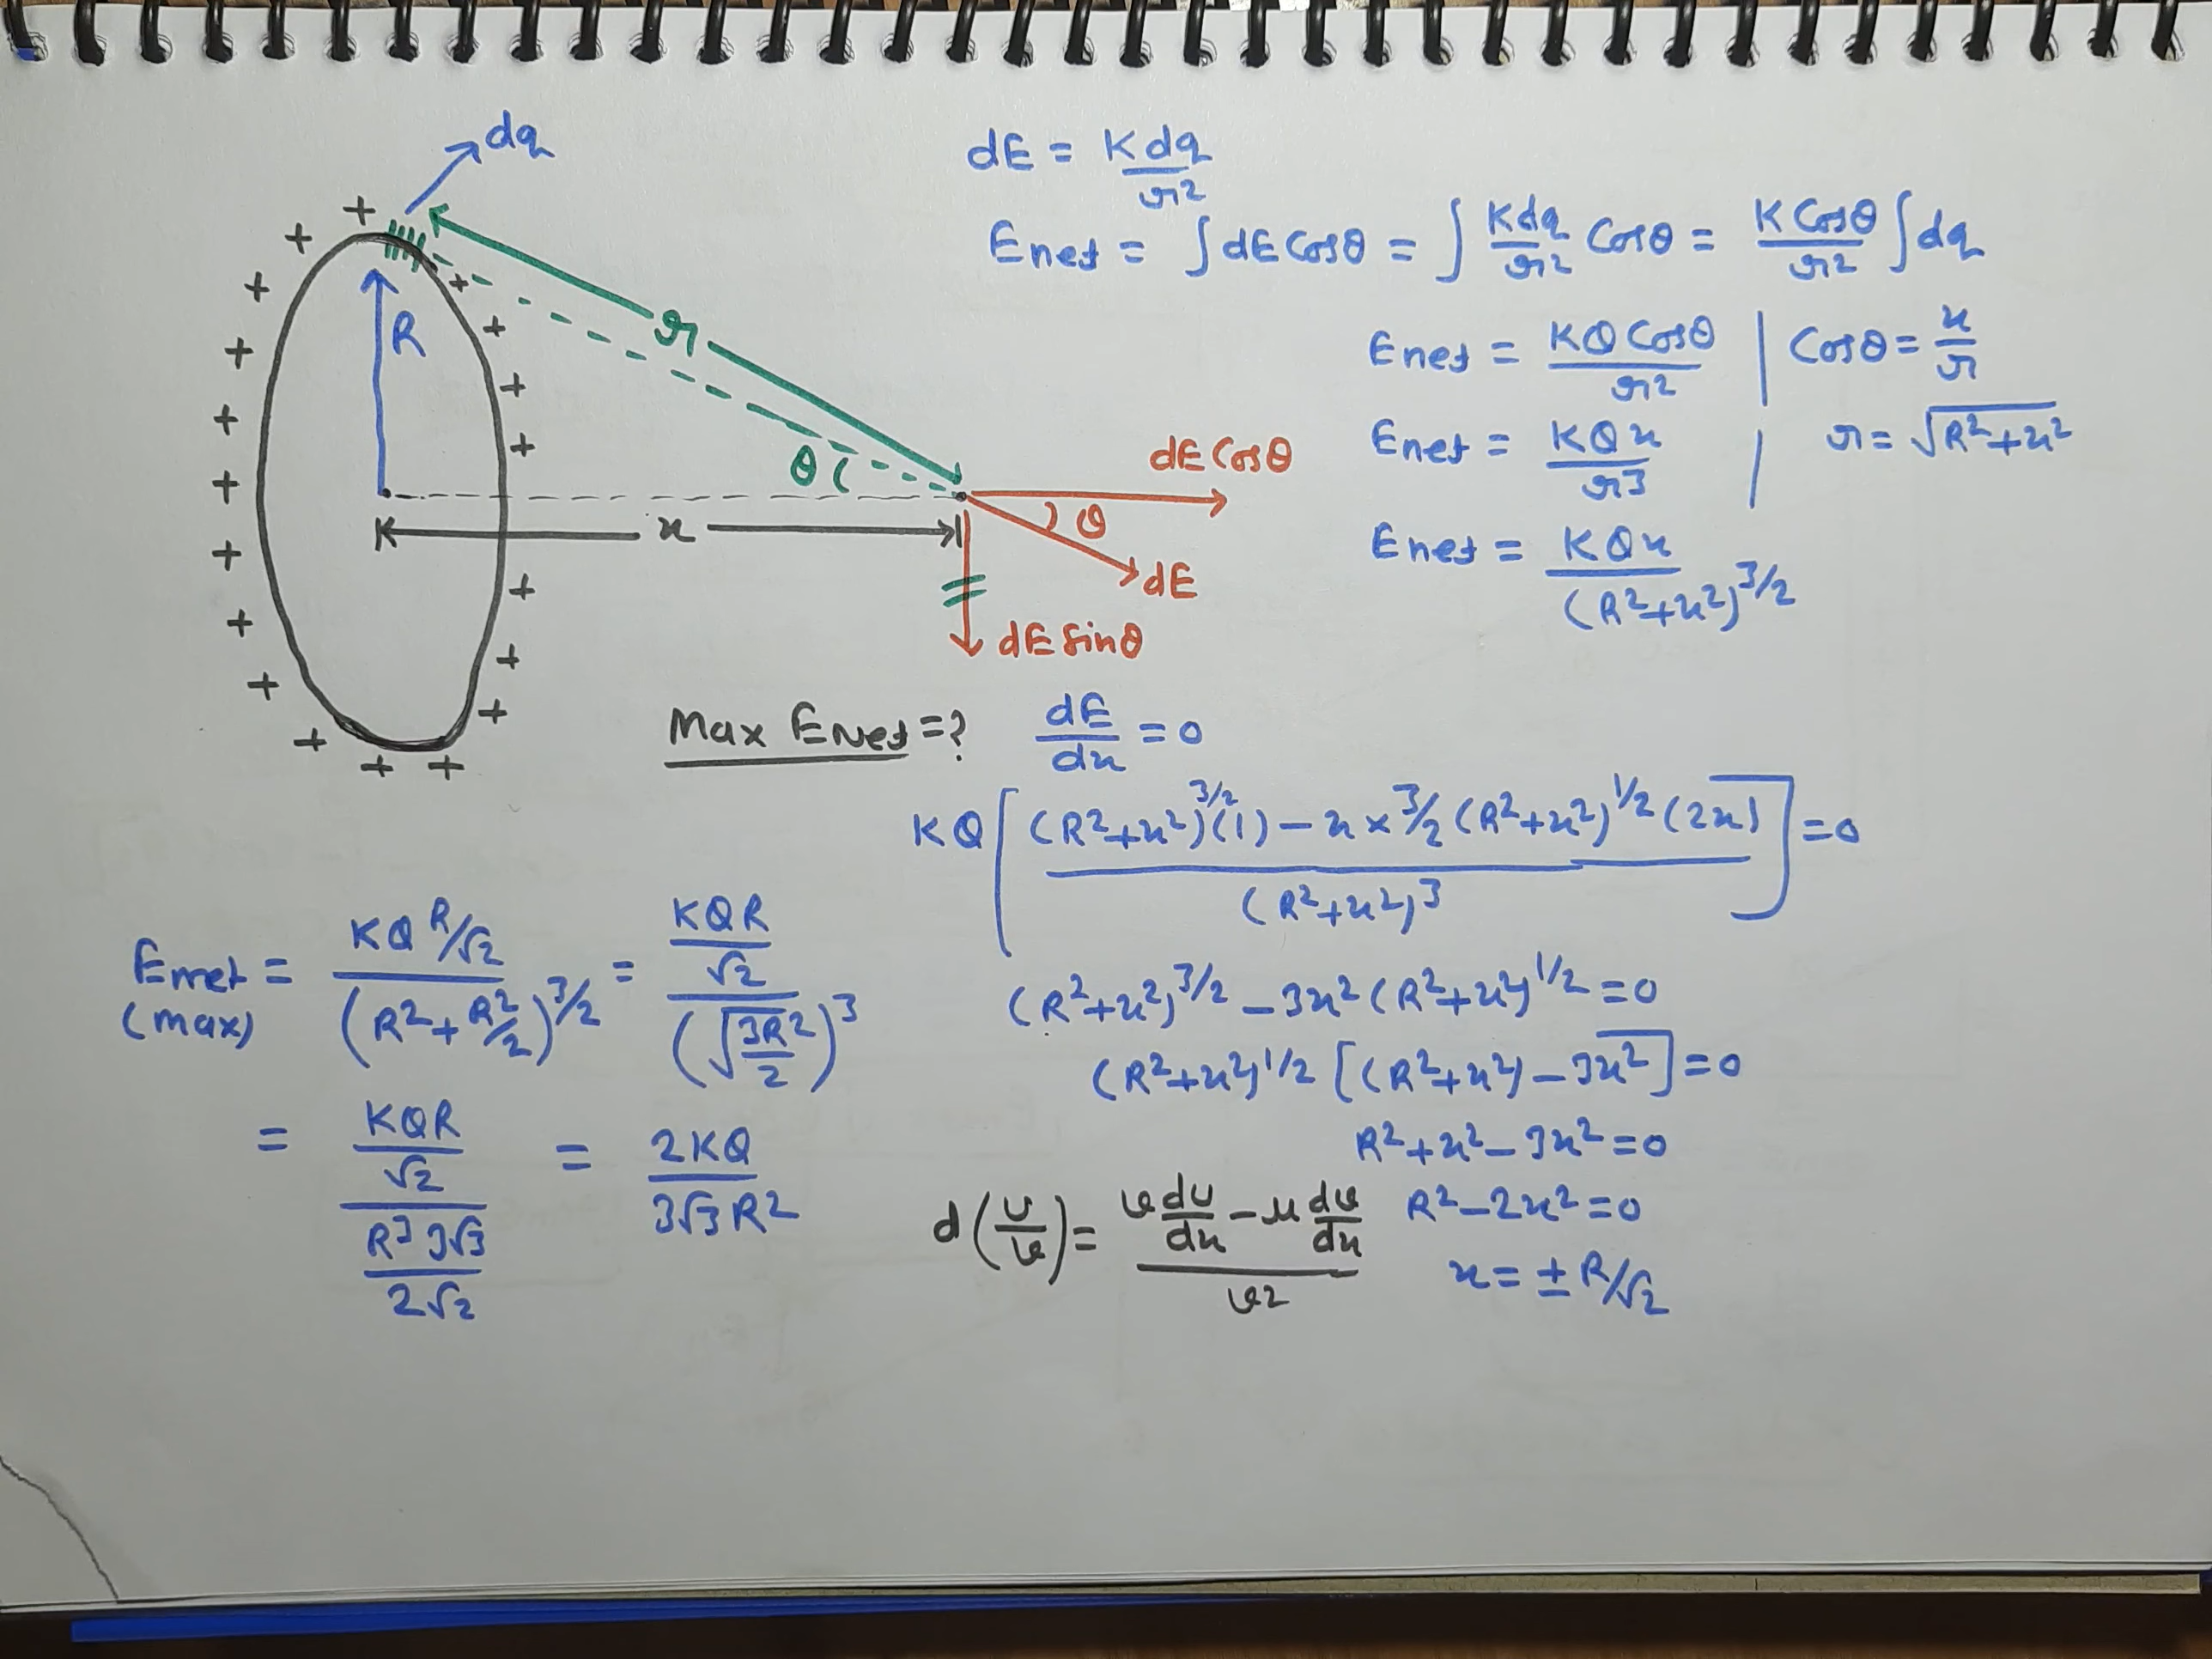 dq
+ + + + + + + + + + + + + + + + + + + +
R
r
θ
x
dE Cosθ
θ
dE
dE Sinθ
dE = K dq / r²
Enet = ∫ dE Cosθ = ∫ Kdq/r² Cosθ = K Cosθ/r² ∫ dq
Enet = KQ Cosθ / r² | Cosθ = x/r
Enet = KQx / r³ | r = √(R²+x²)
Enet = KQx / (R²+x²)^3/2
Max ENet = ? dE/dx = 0
KQ [ ((R²+x²)^3/2 (1) – x × 3/2 (R²+x²)^1/2 (2x)) / (R²+x²)³ ] = 0
(R²+x²)^3/2 – 3x² (R²+x²)^1/2 = 0
(R²+x²)^1/2 [(R²+x²) – 3x²] = 0
R²+x² – 3x² = 0
R² – 2x² = 0
x = ± R/√2
d(u/v) = (v du/dx – u dv/dx) / v²
Enet (max) = (KQ R/√2) / (R² + R²/2)^3/2 = (KQR/√2) / (√(3R²/2))³
= (KQR/√2) / (R³ 3√3 / 2√2) = 2KQ / 3√3 R²